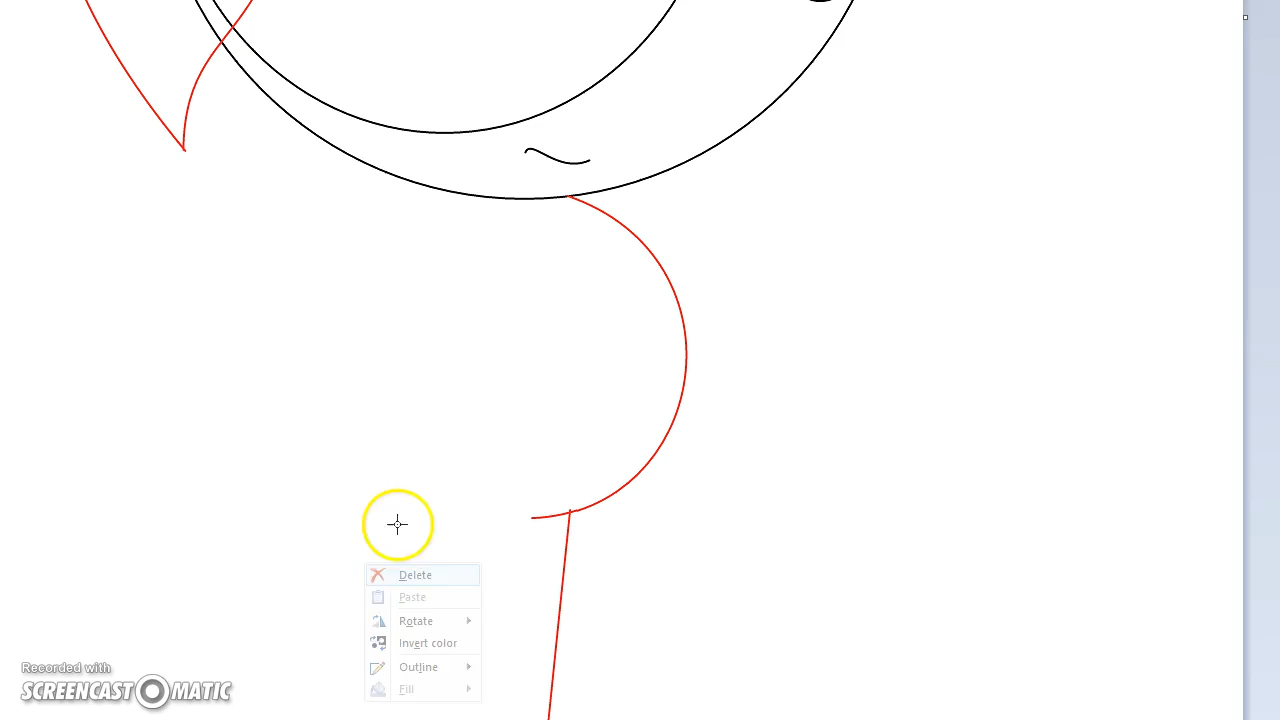 Delete
Paste
Rotate
Invert color
Outline
Fill
Recorded with
SCREENCAST MATIC